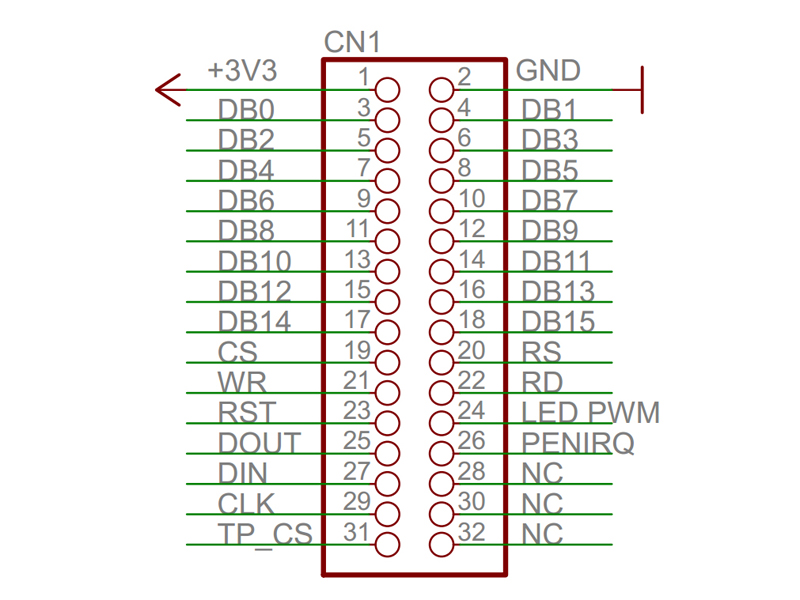 CN1
+3V3 1 2 GND
DB0 3 4 DB1
DB2 5 6 DB3
DB4 7 8 DB5
DB6 9 10 DB7
DB8 11 12 DB9
DB10 13 14 DB11
DB12 15 16 DB13
DB14 17 18 DB15
CS 19 20 RS
WR 21 22 RD
RST 23 24 LED PWM
DOUT 25 26 PENIRQ
DIN 27 28 NC
CLK 29 30 NC
TP_CS 31 32 NC